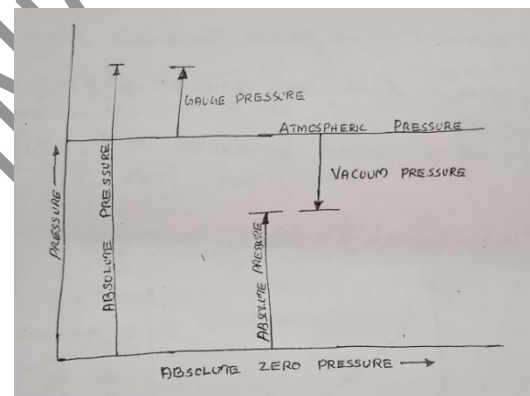 GAUGE PRESSURE
ATMOSPHERIC PRESSURE
VACUUM PRESSURE
PRESSURE
ABSOLUTE PRESSURE
ABSOLUTE PRESSURE
ABSOLUTE ZERO PRESSURE